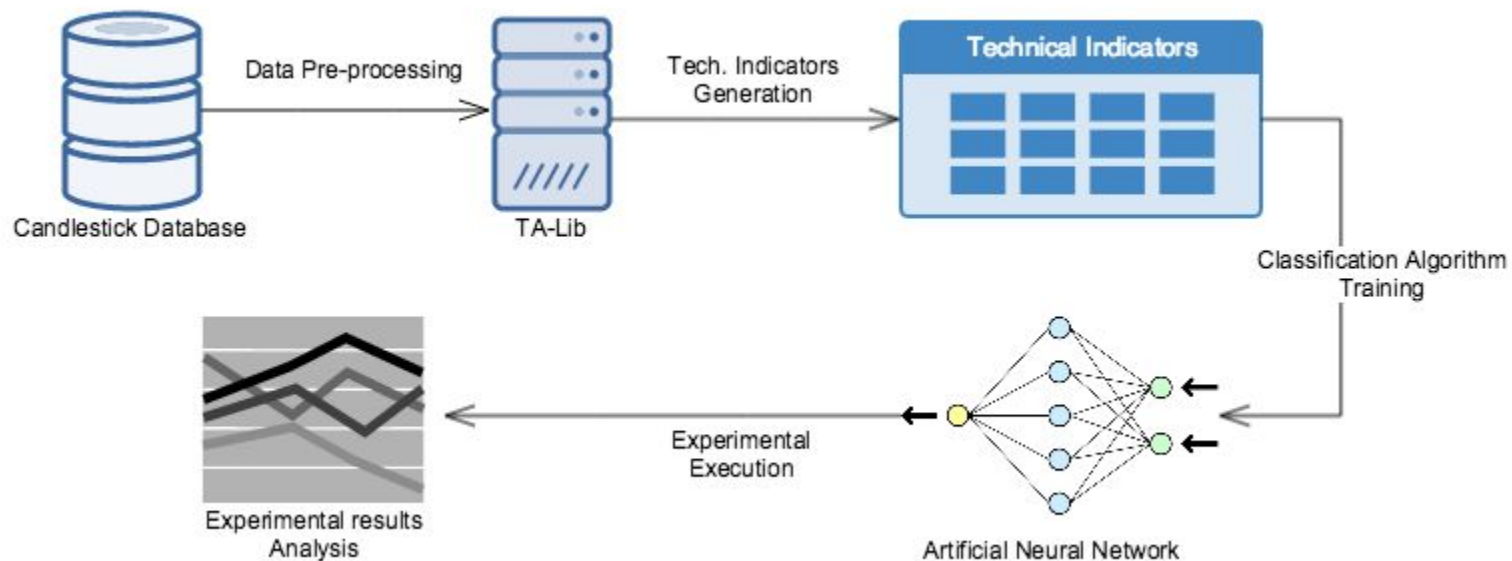 Data Pre-processing
Tech. Indicators
Generation
Technical Indicators
Candlestick Database
TA-Lib
Classification Algorithm
Training
Experimental
Execution
Experimental results
Analysis
Artificial Neural Network